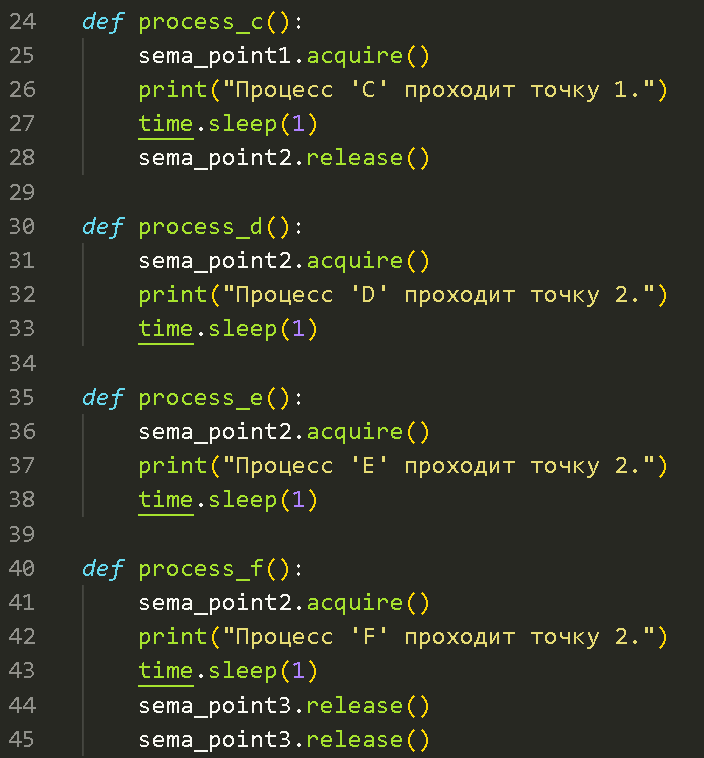 24 def process_c():
25     sema_point1.acquire()
26     print("Процесс 'C' проходит точку 1.")
27     time.sleep(1)
28     sema_point2.release()
29
30 def process_d():
31     sema_point2.acquire()
32     print("Процесс 'D' проходит точку 2.")
33     time.sleep(1)
34
35 def process_e():
36     sema_point2.acquire()
37     print("Процесс 'E' проходит точку 2.")
38     time.sleep(1)
39
40 def process_f():
41     sema_point2.acquire()
42     print("Процесс 'F' проходит точку 2.")
43     time.sleep(1)
44     sema_point3.release()
45     sema_point3.release()